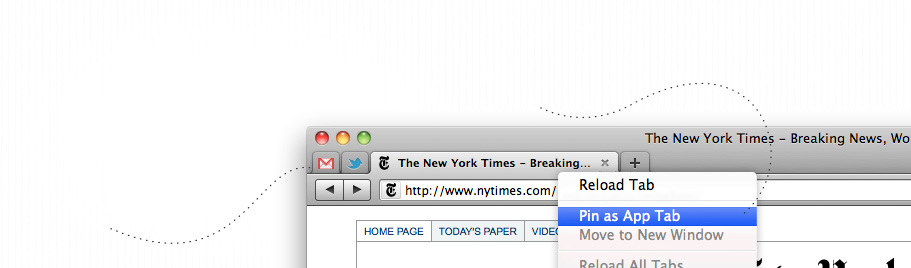 The New York Times – Breaking News, Wo
The New York Times – Breaking...
http://www.nytimes.com/
Reload Tab
Pin as App Tab
Move to New Window
HOME PAGE TODAY'S PAPER VIDEO
Reload All Tabs